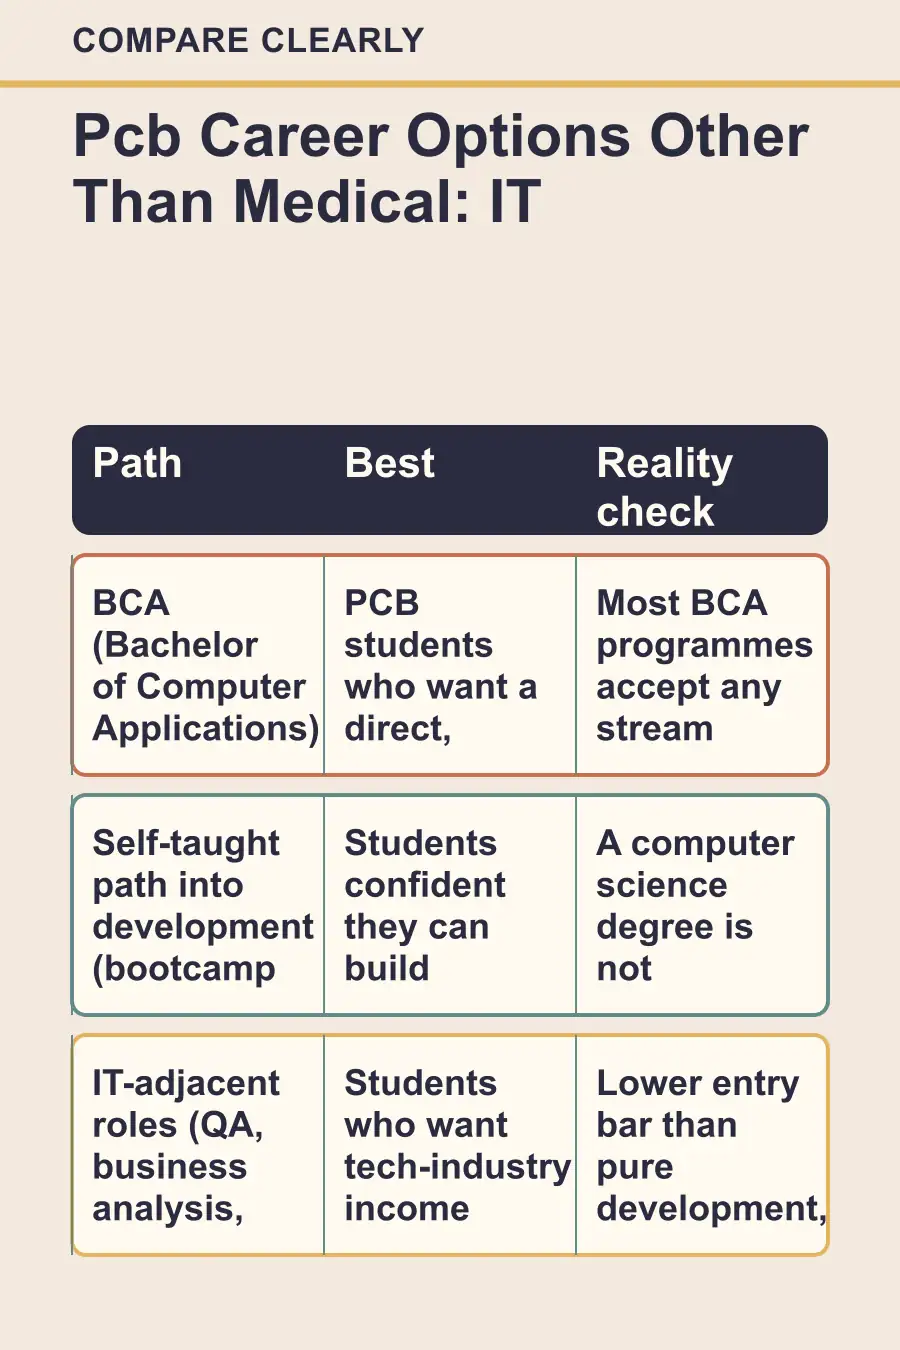 COMPARE CLEARLY
Pcb Career Options Other
Than Medical: IT
Path
Best
Reality
check
BCA
(Bachelor
of Computer
Applications)
PCB
students
who want a
direct,
Most BCA
programmes
accept any
stream
Self-taught
path into
development
(bootcamp
Students
confident
they can
build
A computer
science
degree is
not
IT-adjacent
roles (QA,
business
analysis,
Students
who want
tech-industry
income
Lower entry
bar than
pure
development,